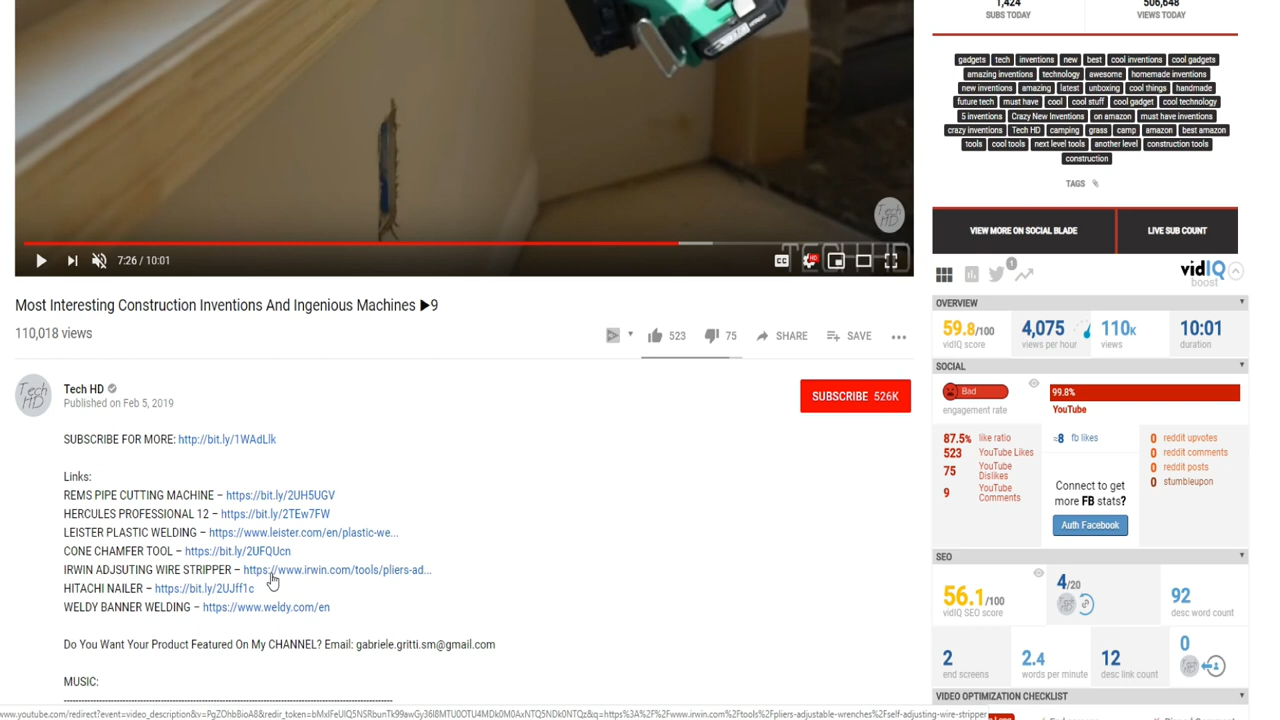 1,424
506,648
SUBS TODAY
VIEWS TODAY
gadgets tech inventions new best cool inventions cool gadgets
amazing inventions technology awesome homemade inventions
new inventions amazing latest unboxing cool things handmade
future tech must have cool cool stuff cool gadget cool technology
5 inventions Crazy New Inventions on amazon must have inventions
crazy inventions Tech HD camping grass camp amazon best amazon
tools cool tools next level tools another level construction tools
construction
TAGS
VIEW MORE ON SOCIAL BLADE
LIVE SUB COUNT
Tech HD
TECH HD
7:26 / 10:01
CC
HD
Most Interesting Construction Inventions And Ingenious Machines ▶9
110,018 views
523
75
SHARE
SAVE
Tech HD
Tech HD
Published on Feb 5, 2019
SUBSCRIBE 526K
SUBSCRIBE FOR MORE: http://bit.ly/1WAdLlk
Links:
REMS PIPE CUTTING MACHINE – https://bit.ly/2UH5UGV
HERCULES PROFESSIONAL 12 – https://bit.ly/2TEw7FW
LEISTER PLASTIC WELDING – https://www.leister.com/en/plastic-we...
CONE CHAMFER TOOL – https://bit.ly/2UFQUcn
IRWIN ADJSUTING WIRE STRIPPER – https://www.irwin.com/tools/pliers-ad...
HITACHI NAILER – https://bit.ly/2UJff1c
WELDY BANNER WELDING – https://www.weldy.com/en
Do You Want Your Product Featured On My CHANNEL? Email: gabriele.gritti.sm@gmail.com
MUSIC:
1
vidIQ
boost
OVERVIEW
59.8/100
vidIQ score
4,075
views per hour
110K
views
10:01
duration
SOCIAL
Bad
engagement rate
99.8%
YouTube
87.5% like ratio
523 YouTube Likes
75 YouTube Dislikes
9 YouTube Comments
≈8 fb likes
Connect to get
more FB stats?
Auth Facebook
0 reddit upvotes
0 reddit comments
0 reddit posts
0 stumbleupon
SEO
56.1/100
vidIQ SEO score
4/20
92
desc word count
2
end screens
2.4
words per minute
12
desc link count
0
VIDEO OPTIMIZATION CHECKLIST